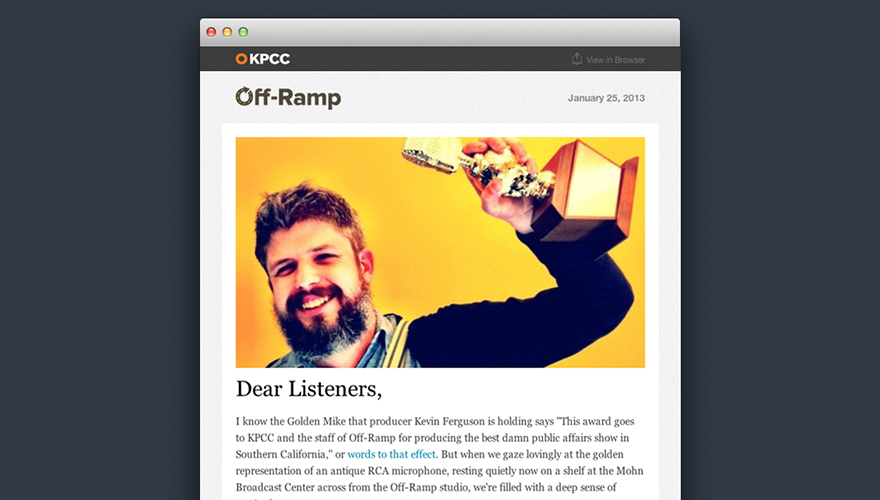 KPCC
View in Browser
Off-Ramp
January 25, 2013
Dear Listeners,
I know the Golden Mike that producer Kevin Ferguson is holding says "This award goes
to KPCC and the staff of Off-Ramp for producing the best damn public affairs show in
Southern California," or words to that effect. But when we gaze lovingly at the golden
representation of an antique RCA microphone, resting quietly now on a shelf at the Mohn
Broadcast Center across from the Off-Ramp studio, we're filled with a deep sense of